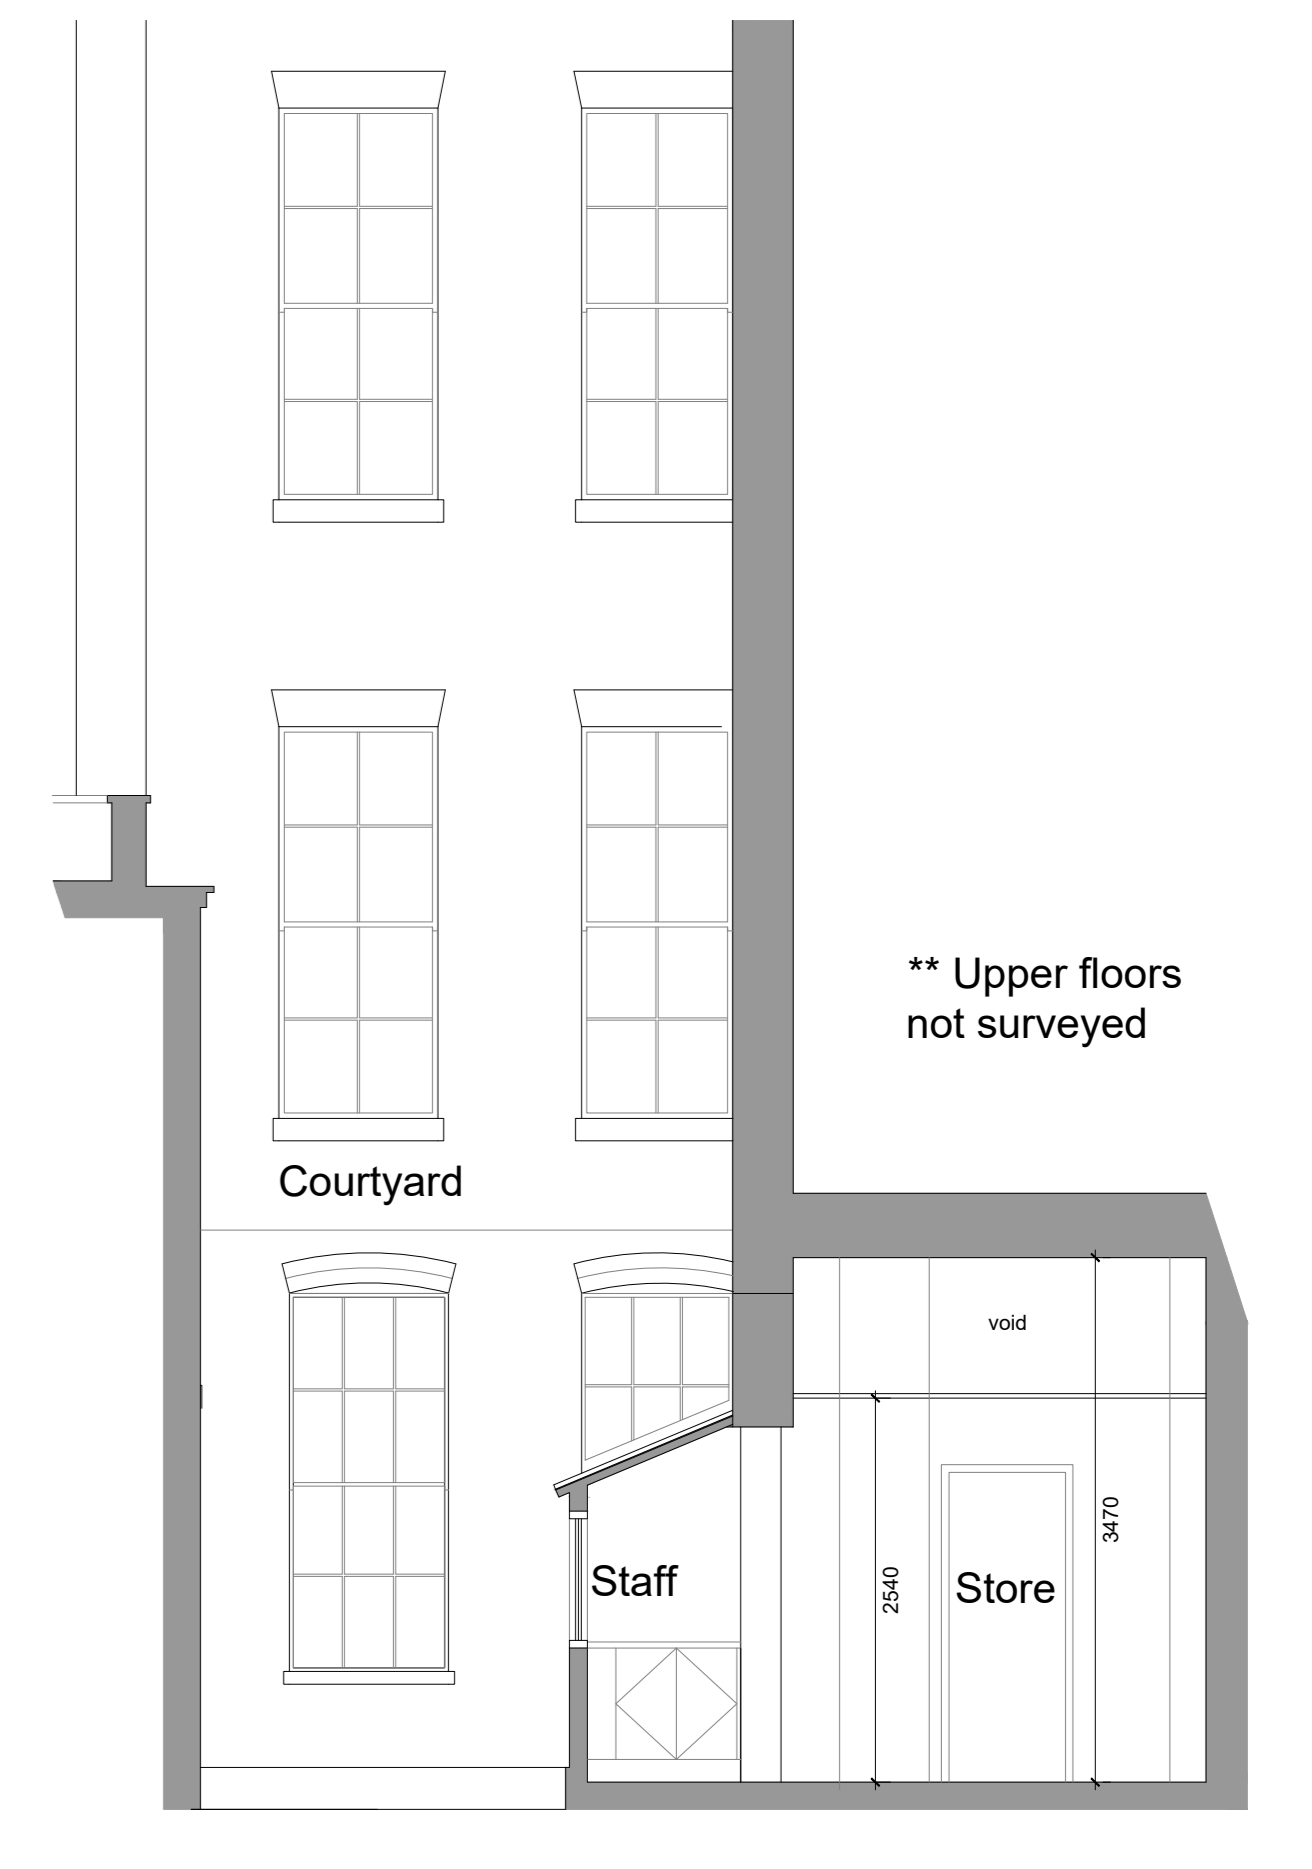 ** Upper floors
not surveyed
Courtyard
void
3470
2540
Staff
Store